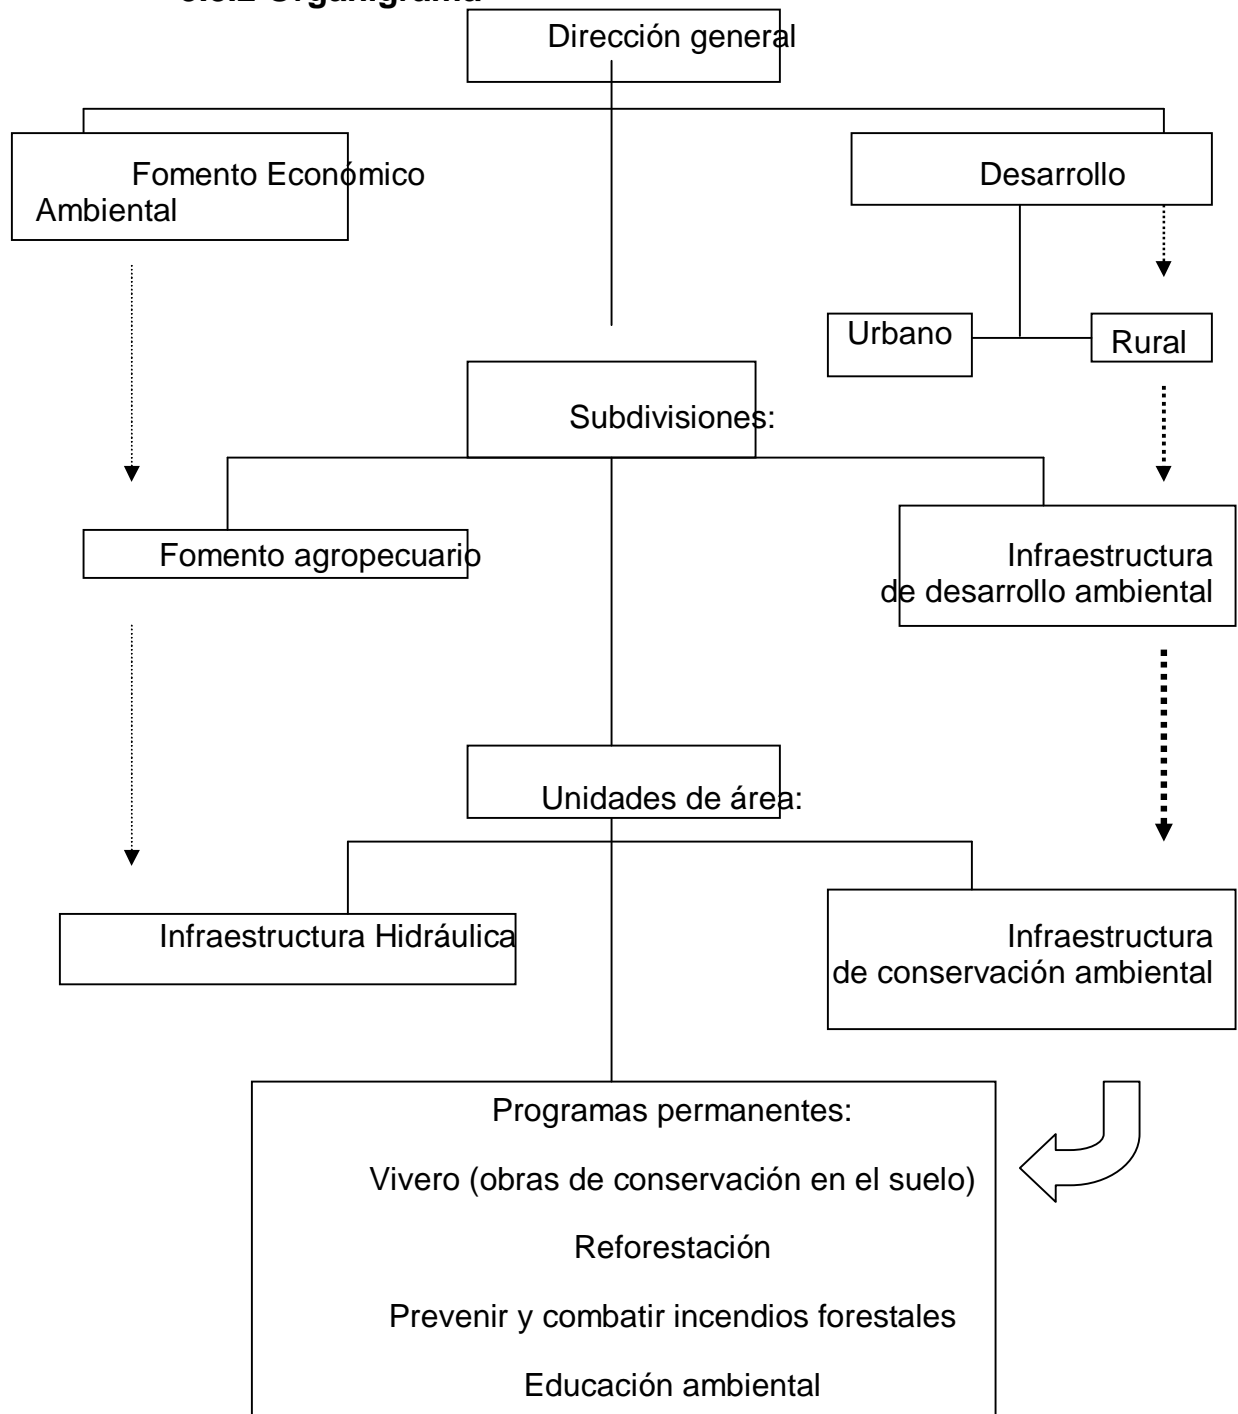 Organigrama
Dirección general
Fomento Económico
Ambiental
Desarrollo
Urbano
Rural
Subdivisiones:
Fomento agropecuario
Infraestructura
de desarrollo ambiental
Unidades de área:
Infraestructura Hidráulica
Infraestructura
de conservación ambiental
Programas permanentes:
Vivero (obras de conservación en el suelo)
Reforestación
Prevenir y combatir incendios forestales
Educación ambiental